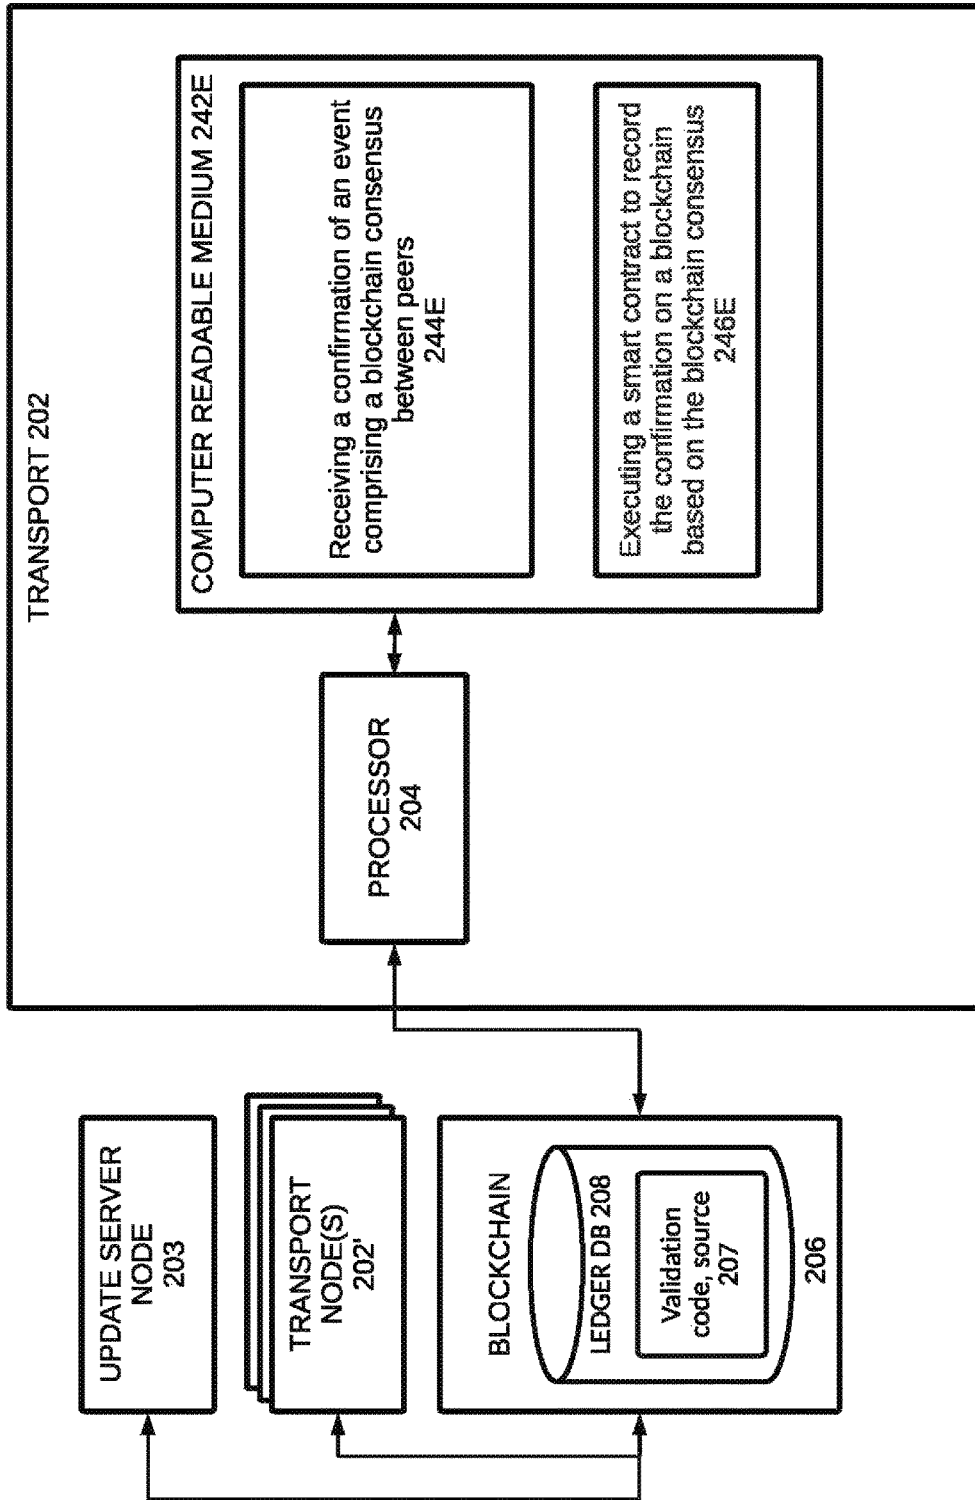 TRANSPORT 202
COMPUTER READABLE MEDIUM 242E
Receiving a confirmation of an event
comprising a blockchain consensus
between peers
244E
Executing a smart contract to record
the confirmation on a blockchain
based on the blockchain consensus
246E
PROCESSOR
204
UPDATE SERVER
NODE
203
TRANSPORT
NODE(S)
202'
BLOCKCHAIN
LEDGER DB 208
Validation
code, source
207
206